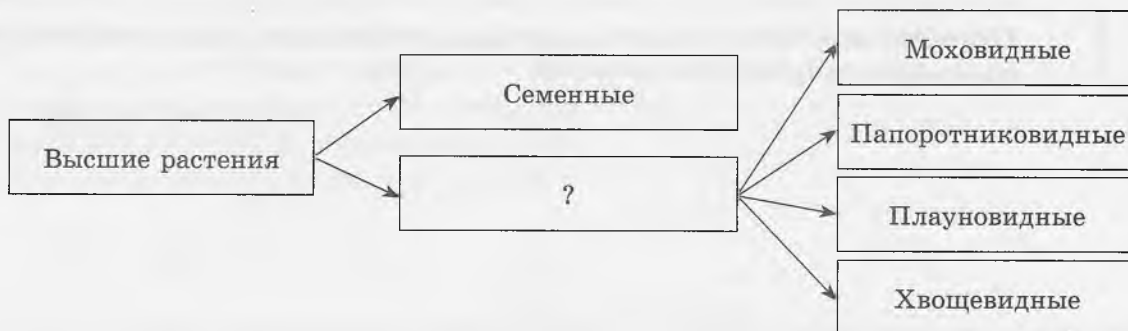 Высшие растения
Семенные
?
Моховидные
Папоротниковидные
Плауновидные
Хвощевидные